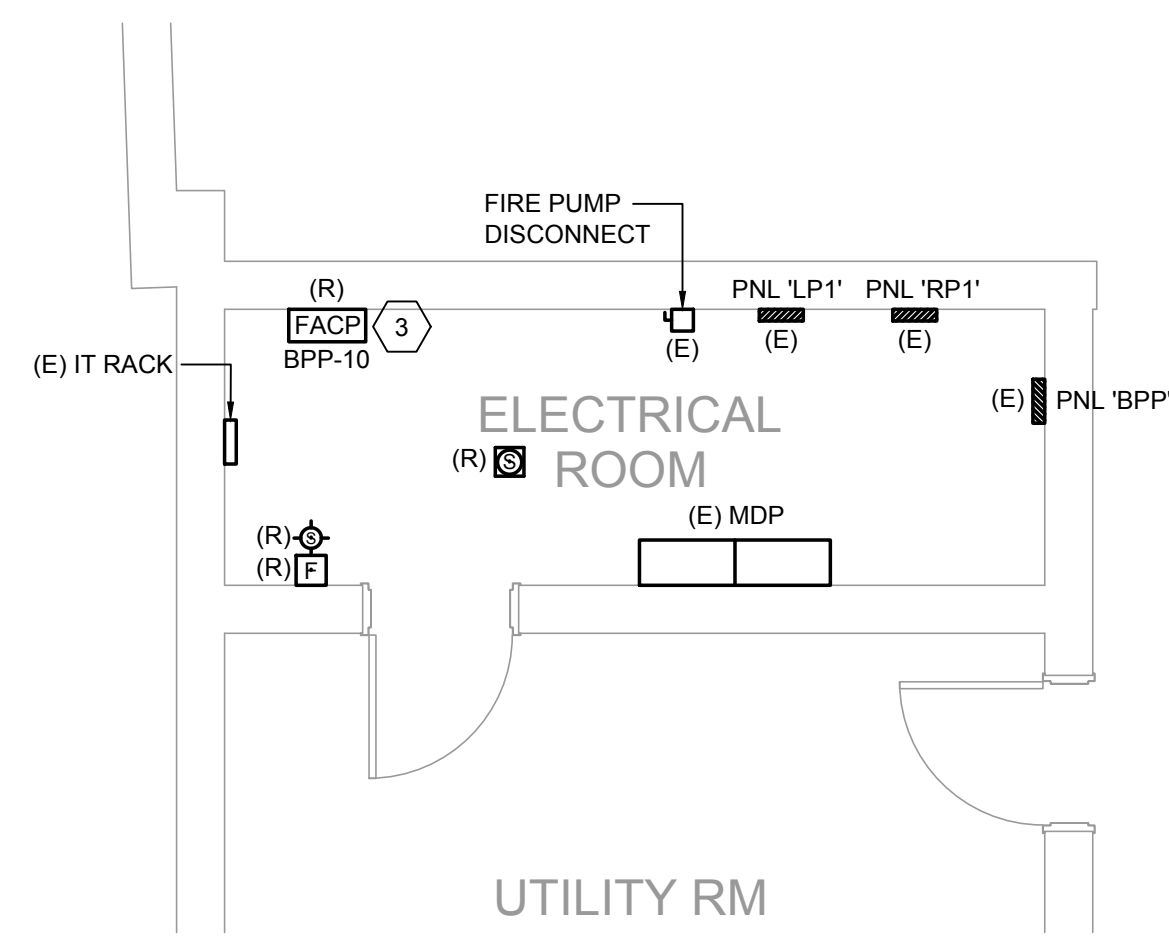 FIRE PUMP
DISCONNECT
(R)
FACP
3
BPP-10
PNL 'LP1'
PNL 'RP1'
(E)
(E)
(E)
(E) IT RACK
(E)
PNL 'BPP'
ELECTRICAL
ROOM
(R)
S
(E) MDP
(R)
S
(R)
F
UTILITY RM